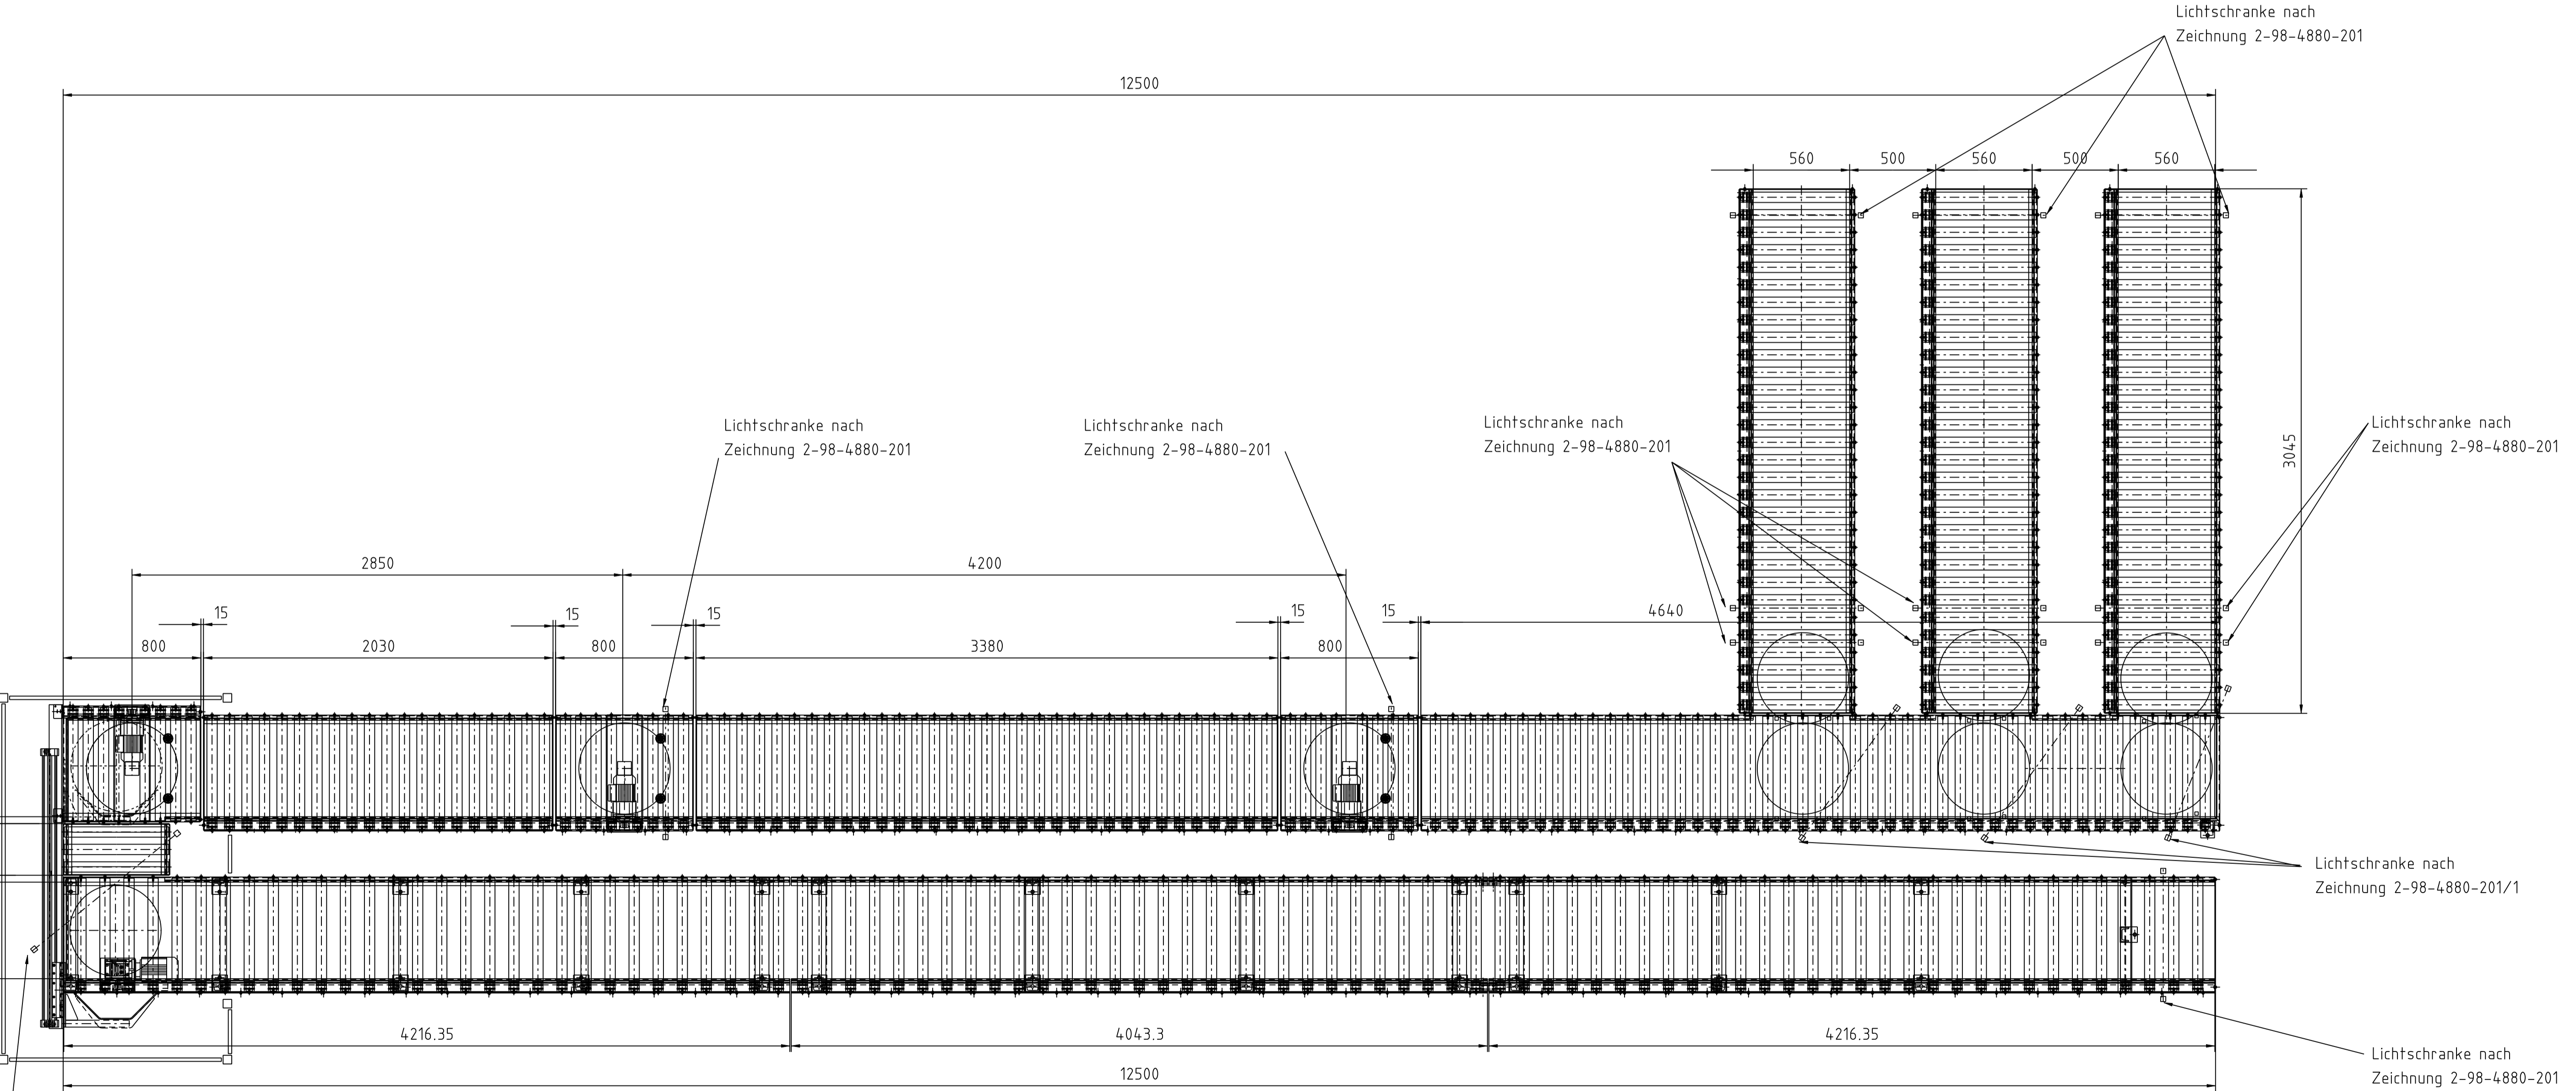 Lichtschranke nach
Zeichnung 2-98-4880-201
12500
560
500
560
500
560
Lichtschranke nach
Zeichnung 2-98-4880-201
Lichtschranke nach
Zeichnung 2-98-4880-201
Lichtschranke nach
Zeichnung 2-98-4880-201
Lichtschranke nach
Zeichnung 2-98-4880-201
3045
2850
4200
15
15
15
15
15
4640
800
2030
800
3380
800
Lichtschranke nach
Zeichnung 2-98-4880-201/1
4216.35
4043.3
4216.35
Lichtschranke nach
Zeichnung 2-98-4880-201
12500